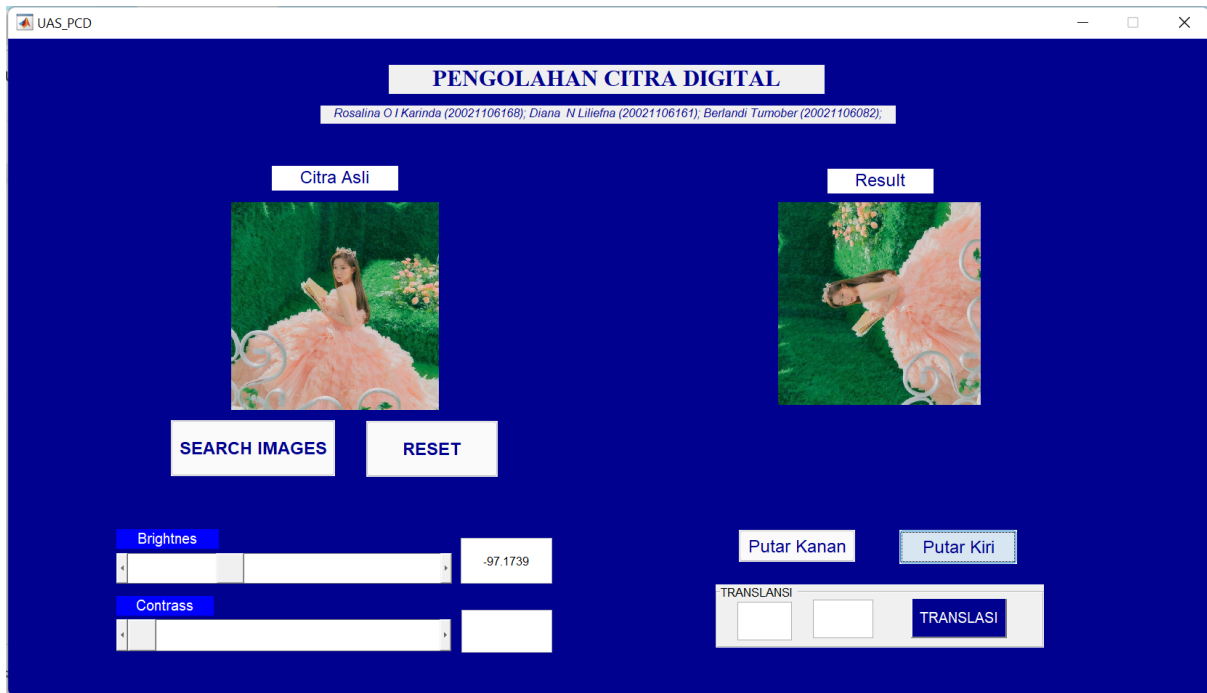 UAS_PCD
PENGOLAHAN CITRA DIGITAL
Rosalina O I Karinda (20021106168); Diana N Liliefna (20021106161); Berlandi Tumober (20021106082);
Citra Asli
Result
SEARCH IMAGES
RESET
Brightnes
-97.1739
Contrass
Putar Kanan
Putar Kiri
TRANSLANSI
TRANSLASI